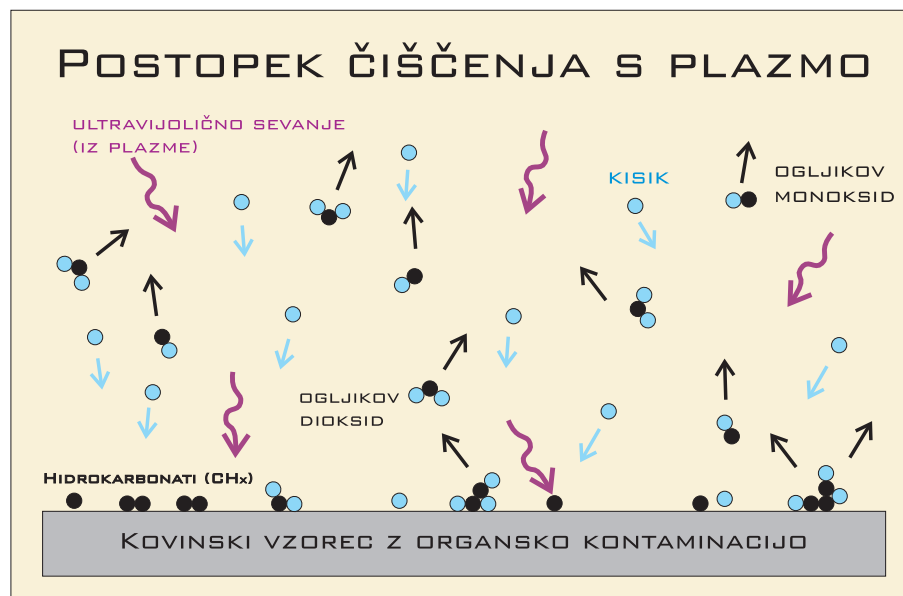 POSTOPEK ČIŠČENJA S PLAZMO
ULTRAVIJOLIČNO SEVANJE
(IZ PLAZME)
KISIK
OGLJIKOV
MONOKSID
OGLJIKOV
DIOKSID
HIDROKARBONATI (CHx)
KOVINSKI VZOREC Z ORGANSKO KONTAMINACIJO